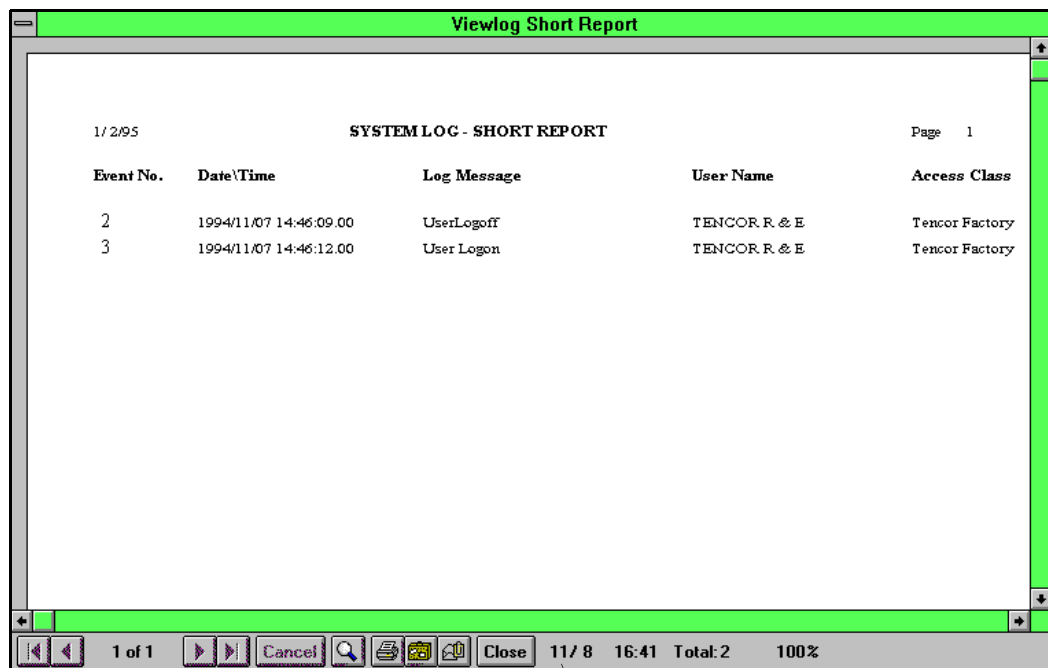 Viewlog Short Report
1/ 2/95 SYSTEM LOG - SHORT REPORT Page 1
Event No. Date\Time Log Message User Name Access Class
2 1994/11/07 14:46:09.00 UserLogoff TENCOR R & E Tencor Factory
3 1994/11/07 14:46:12.00 User Logon TENCOR R & E Tencor Factory
1 of 1 Cancel Close 11/ 8 16:41 Total:2 100%